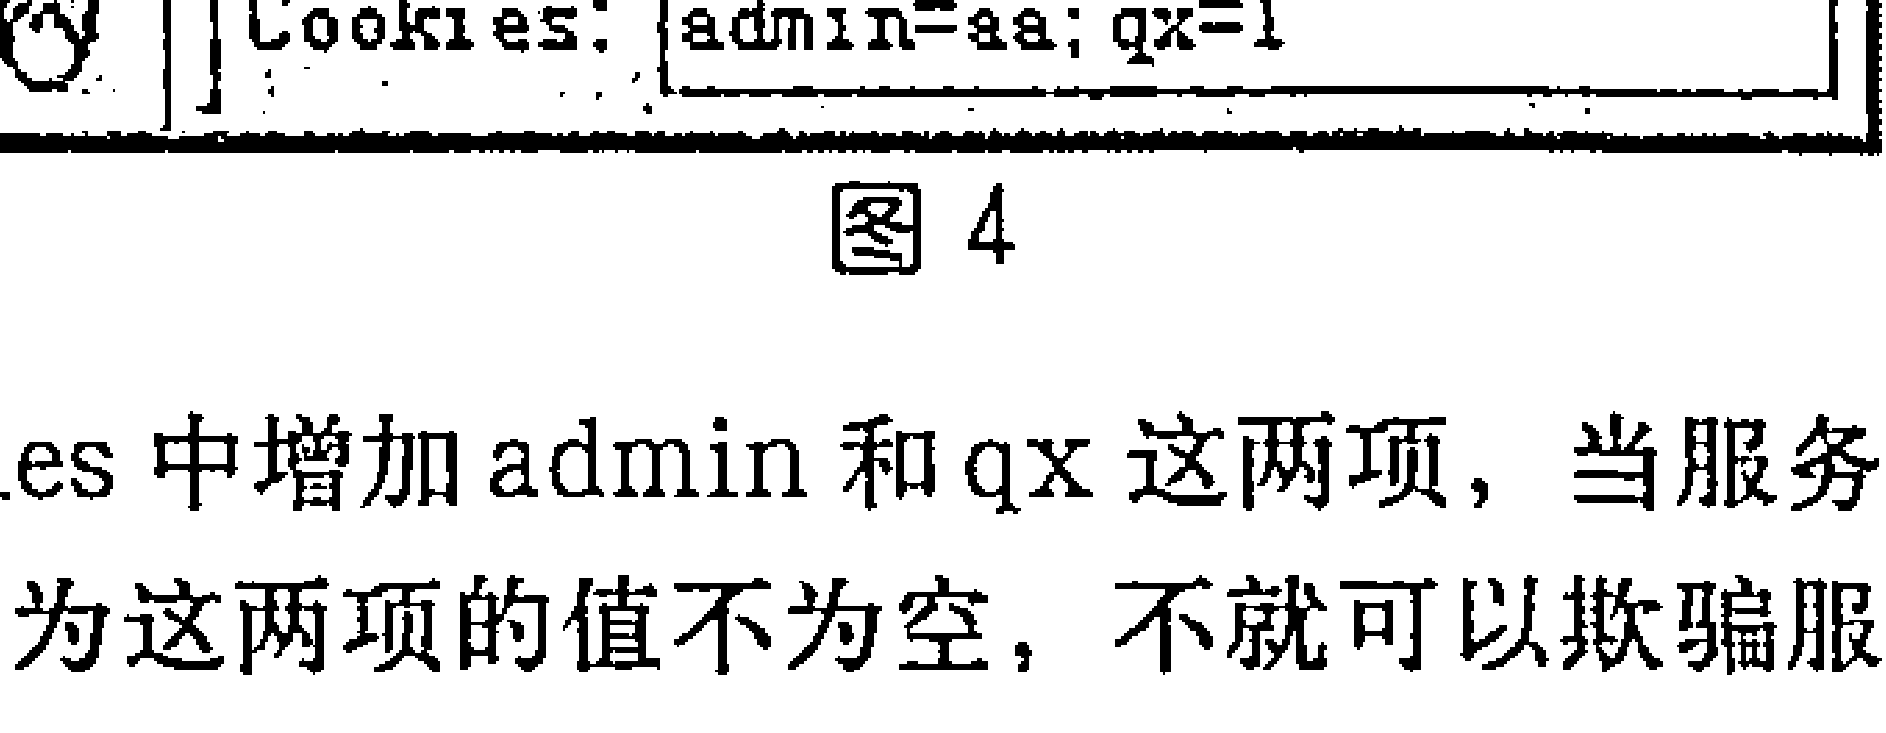 Cookies: admin=aa; qx=1
图 4
es 中增加 admin 和 qx 这两项，当服务
为这两项的值不为空，不就可以欺骗服